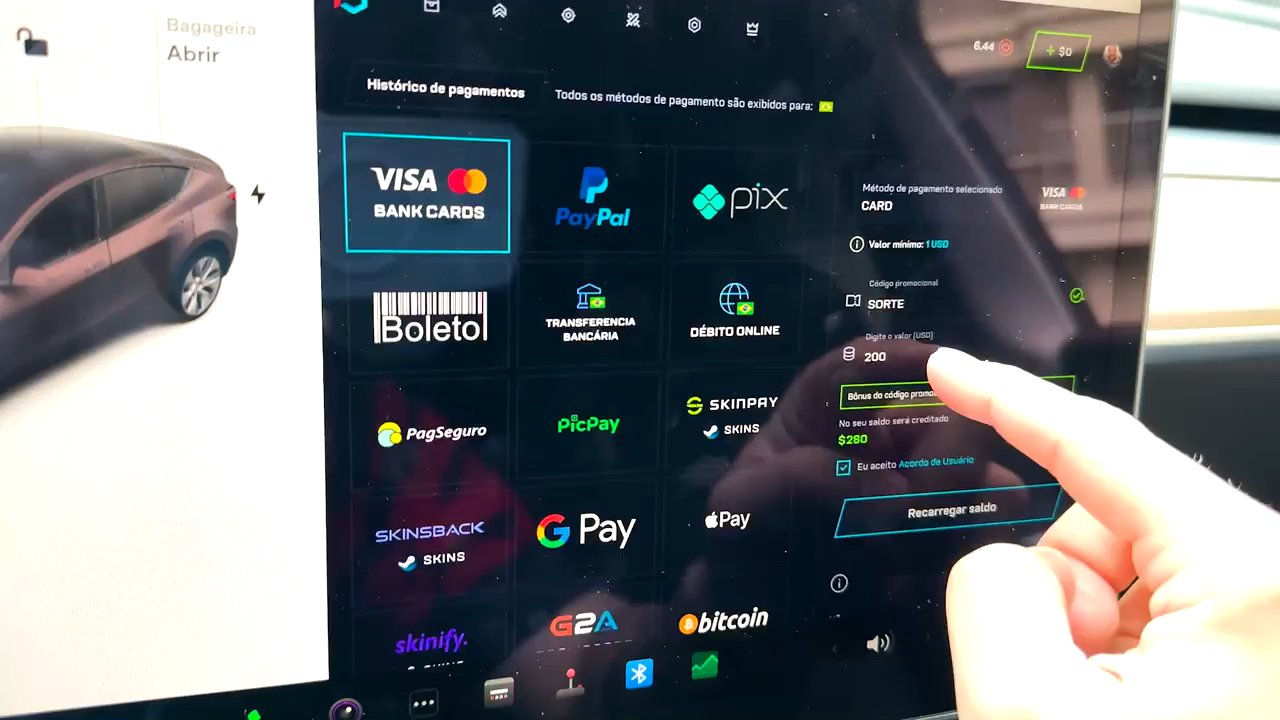 Bagageira
Abrir
6.44
+ $0
Histórico de pagamentos
Todos os métodos de pagamento são exibidos para:
VISA
BANK CARDS
PayPal
pix
Boleto
TRANSFERENCIA
BANCÁRIA
DÉBITO ONLINE
PagSeguro
PicPay
SKINPAY
SKINS
SKINSBACK
SKINS
G Pay
Pay
skinify.
G2A
bitcoin
Método de pagamento selecionado
CARD
VISA
BANK CARDS
Valor mínimo: 1 USD
Código promocional
SORTE
Digite o valor (USD)
200
Bônus do código
No seu saldo será creditado
$280
Eu aceito Acordo de Usuário
Recarregar saldo